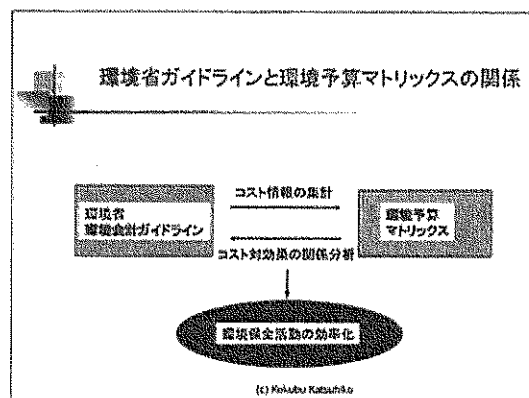 環境省ガイドラインと環境予算マトリックスの関係
コスト情報の集計
環境省
環境会計ガイドライン
環境予算
マトリックス
コスト対効果の関係分析
環境保全活動の効率化
(c) Kokubu Katsuhiko